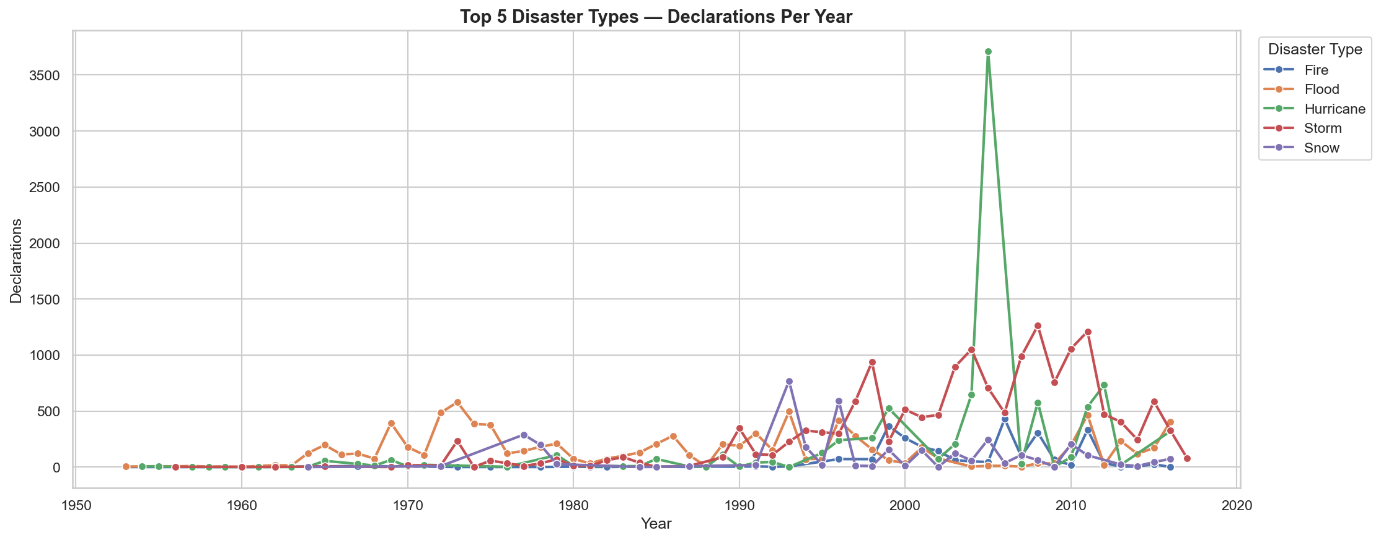 Top 5 Disaster Types — Declarations Per Year
Declarations
3500
3000
2500
2000
1500
1000
500
0
1950 1960 1970 1980 1990 2000 2010 2020
Year
Disaster Type
Fire
Flood
Hurricane
Storm
Snow